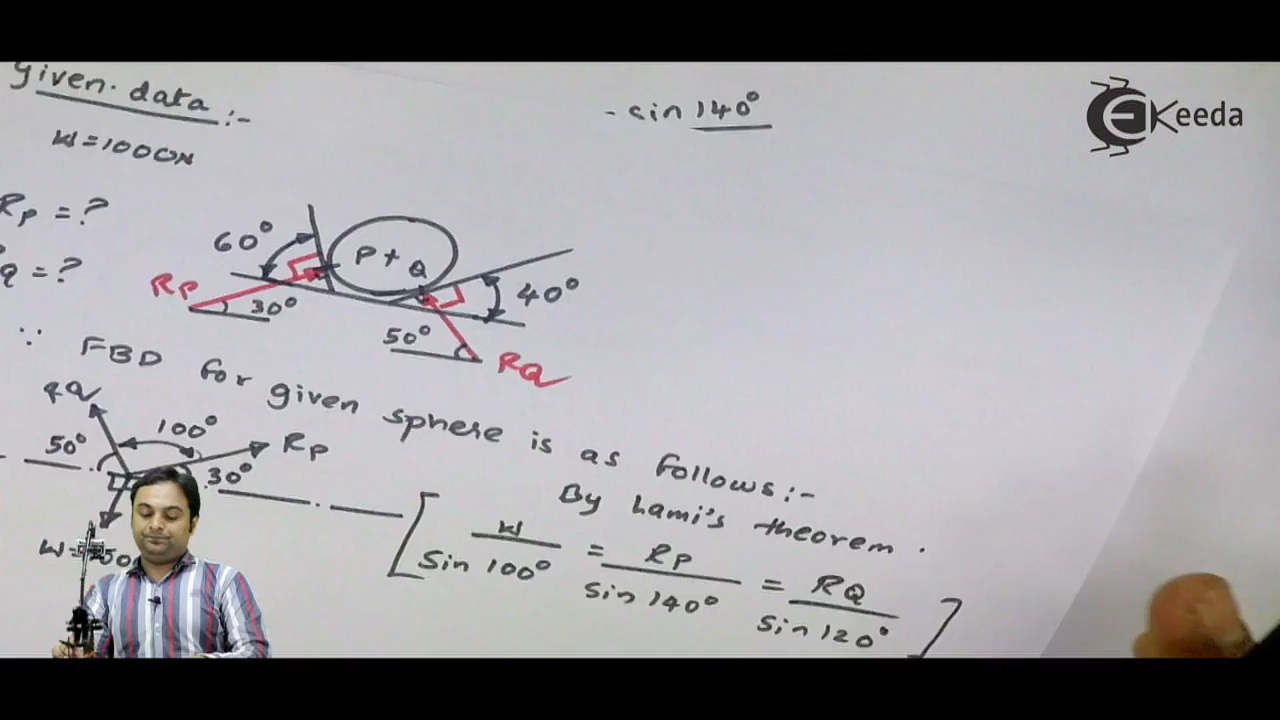 Given. data :-
W=1000N
RP = ?
q = ?
- sin 140°
Keeda
60°
P + Q
RP
30°
40°
50°
RQ
∵ FBD for given sphere is as follows:-
RQ
50°
100°
RP
30°
W=
By Lami's theorem.
[ W / Sin 100° = RP / Sin 140° = RQ / Sin 120° ]